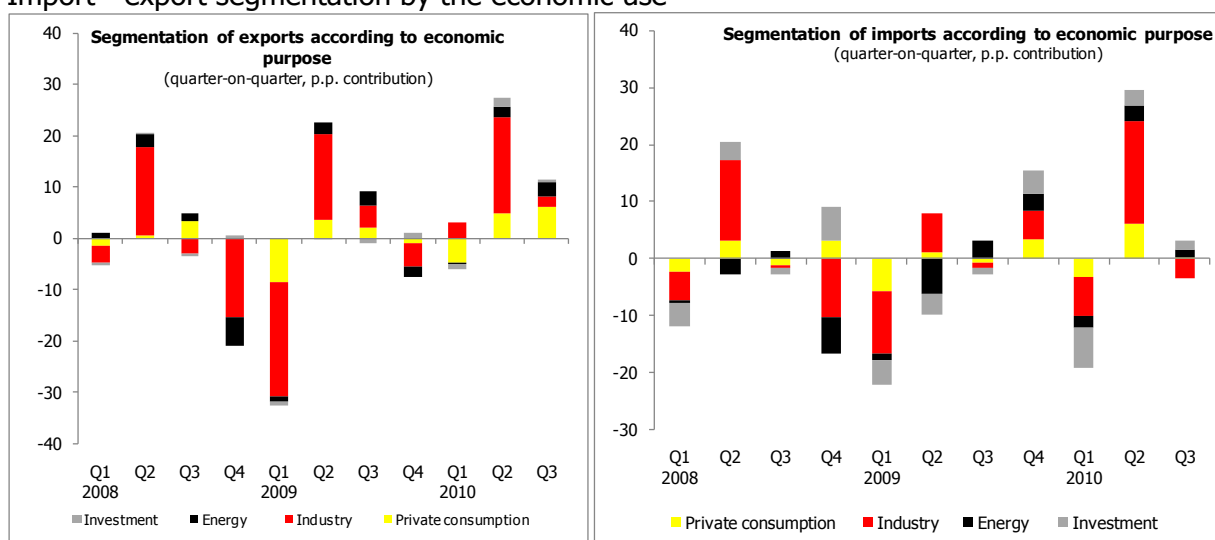 Import - export segmentation by the economic use
Segmentation of exports according to economic
purpose
(quarter-on-quarter, p.p. contribution)
40
30
20
10
0
-10
-20
-30
-40
Q1 Q2 Q3 Q4 Q1 Q2 Q3 Q4 Q1 Q2 Q3
2008 2009 2010
Investment Energy Industry Private consumption
Segmentation of imports according to economic purpose
(quarter-on-quarter, p.p. contribution)
40
30
20
10
0
-10
-20
-30
Q1 Q2 Q3 Q4 Q1 Q2 Q3 Q4 Q1 Q2 Q3
2008 2009 2010
Private consumption Industry Energy Investment